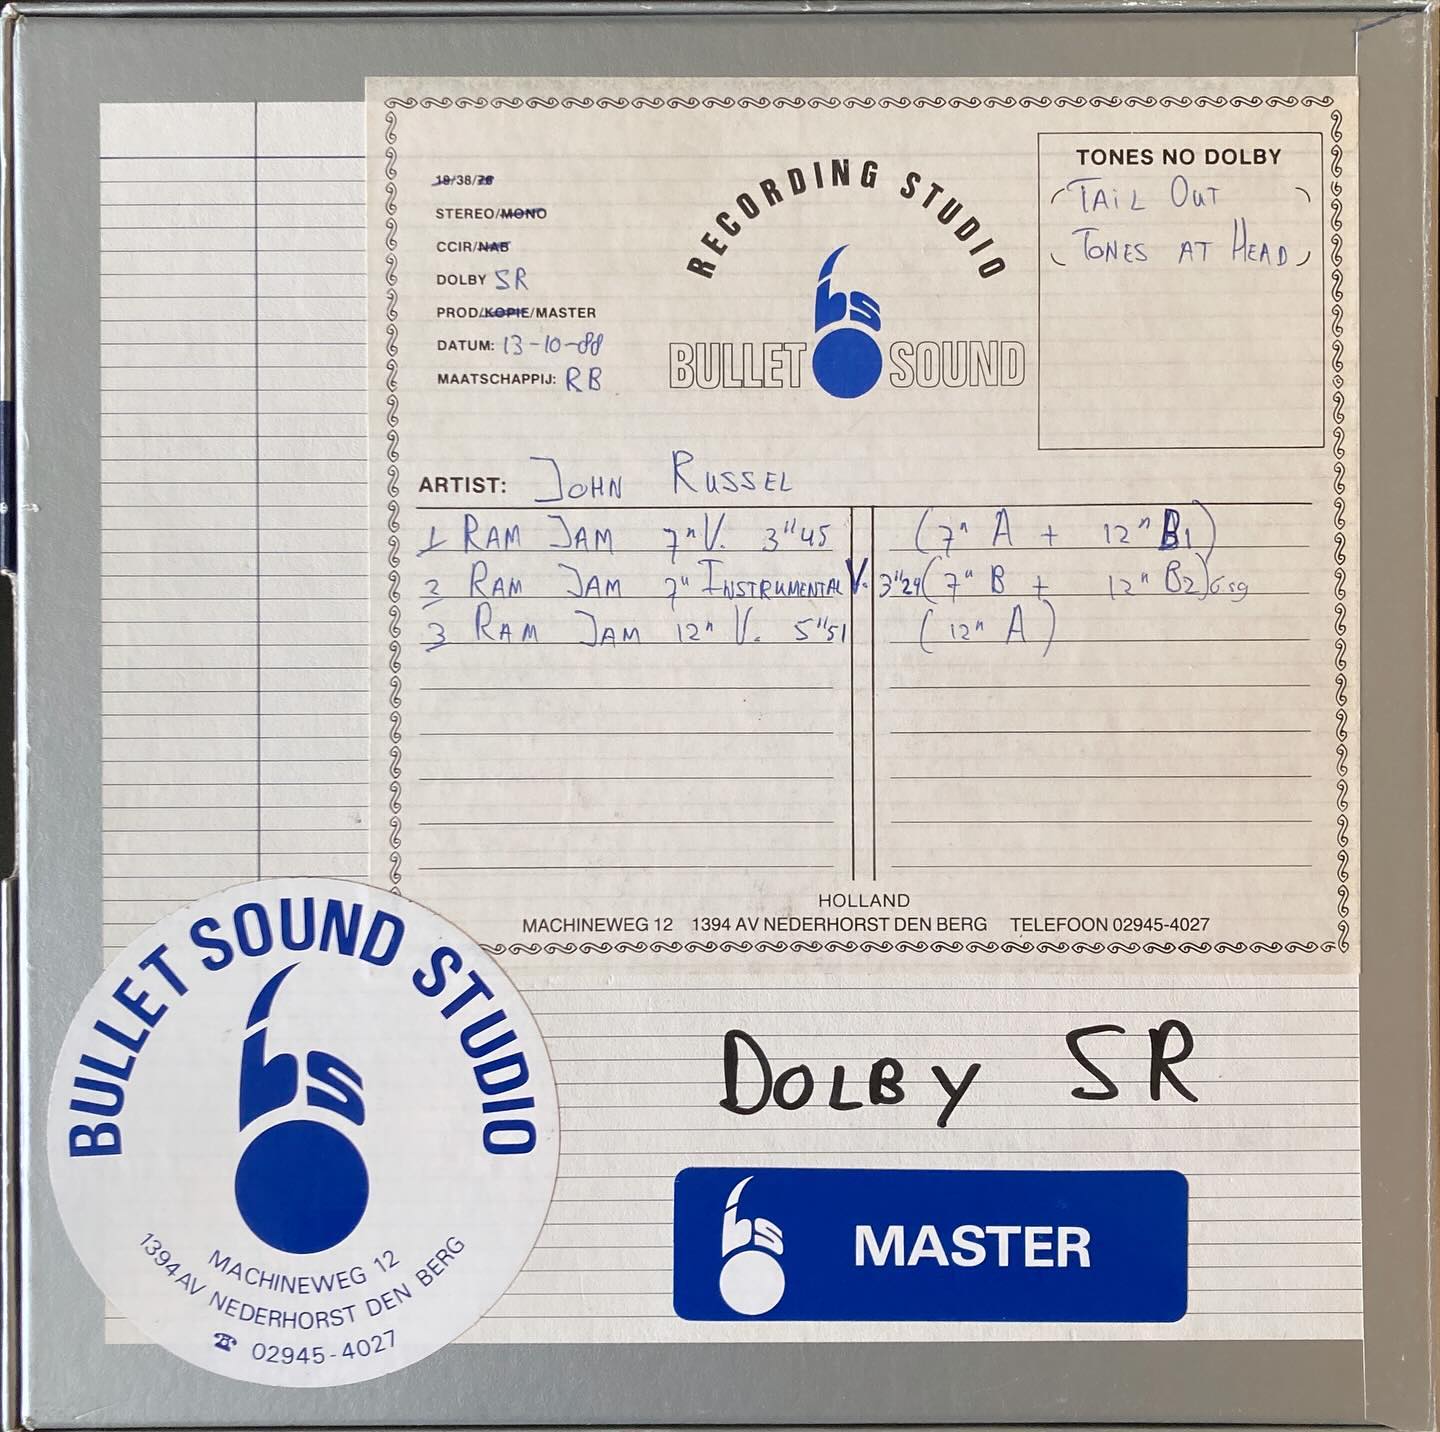 19/38/76
STEREO/MONO
CCIR/NAB
DOLBY SR
PROD/KOPIE/MASTER
DATUM: 13-10-88
MAATSCHAPPIJ: RB
RECORDING STUDIO
bs
BULLET SOUND
TONES NO DOLBY
(TAIL OUT)
(TONES AT HEAD)
ARTIST: JOHN RUSSEL
1 RAM JAM 7" V. 3"45 (7" A + 12" B1)
2 RAM JAM 7" INSTRUMENTAL V. 3"24 (7" B + 12" B2)
3 RAM JAM 12" V. 5"51 (12" A)
HOLLAND
MACHINEWEG 12 1394 AV NEDERHORST DEN BERG TELEFOON 02945-4027
BULLET SOUND STUDIO
bs
MACHINEWEG 12
1394 AV NEDERHORST DEN BERG
☎ 02945-4027
DOLBY SR
bs MASTER